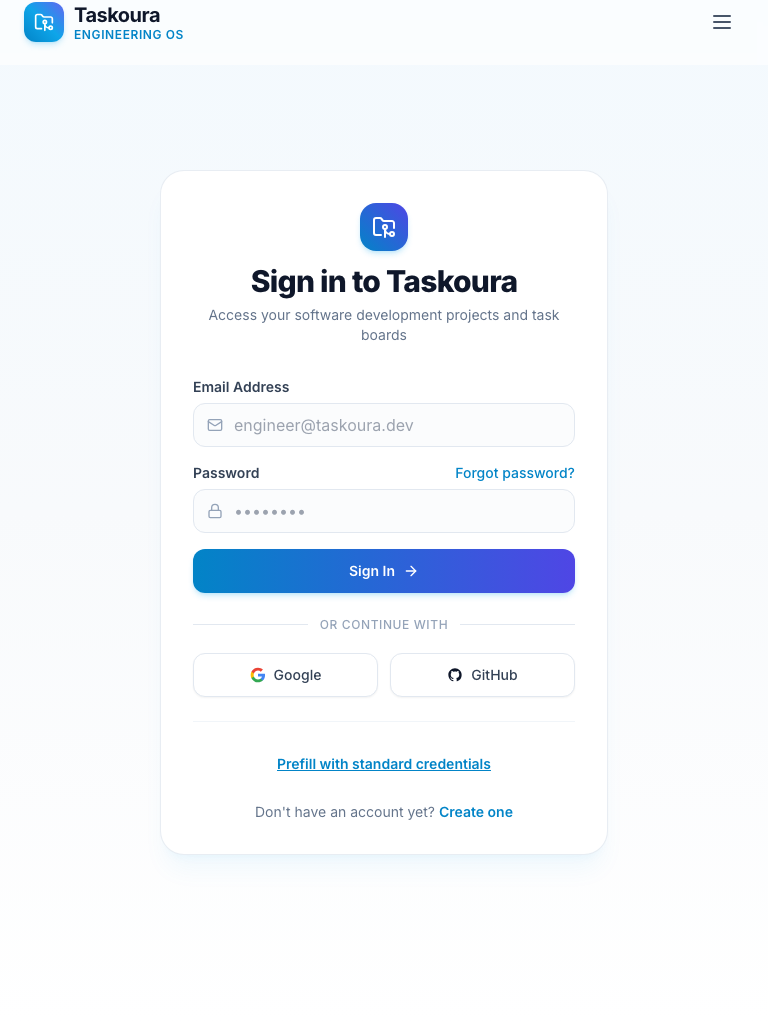 Taskoura
ENGINEERING OS
Sign in to Taskoura
Access your software development projects and task
boards
Email Address
engineer@taskoura.dev
Password Forgot password?
••••••••
Sign In
OR CONTINUE WITH
Google GitHub
Prefill with standard credentials
Don't have an account yet? Create one